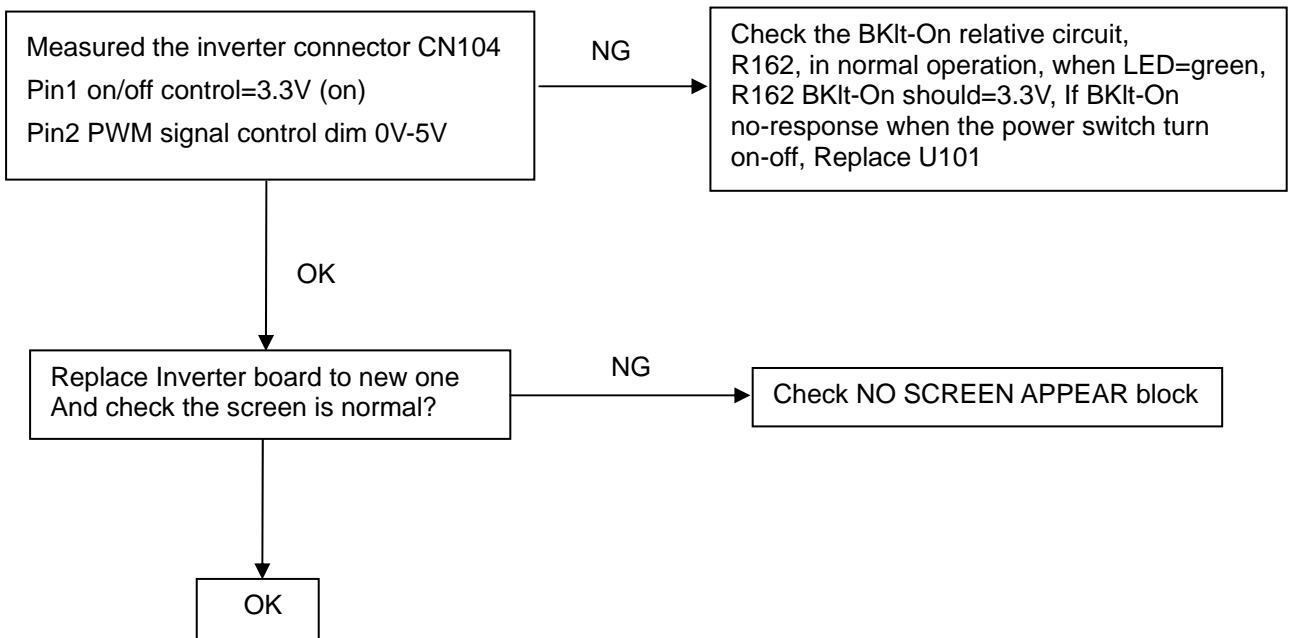 Measured the inverter connector CN104
Pin1 on/off control=3.3V (on)
Pin2 PWM signal control dim 0V-5V
NG
Check the BKlt-On relative circuit,
R162, in normal operation, when LED=green,
R162 BKlt-On should=3.3V, If BKlt-On
no-response when the power switch turn
on-off, Replace U101
OK
Replace Inverter board to new one
And check the screen is normal?
NG
Check NO SCREEN APPEAR block
OK